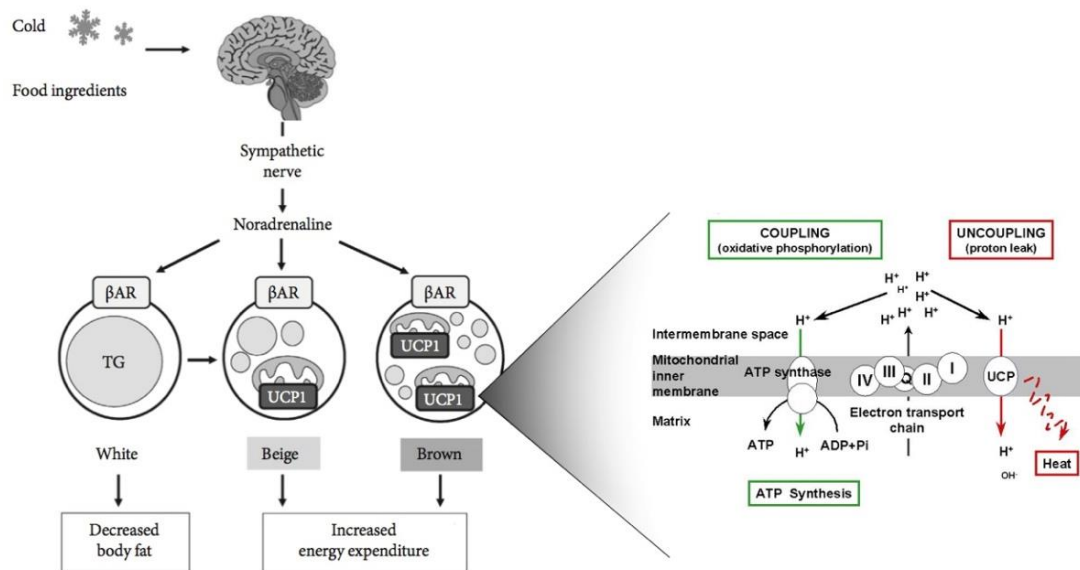 Cold
Food ingredients
Sympathetic
nerve
Noradrenaline
βAR
βAR
βAR
TG
UCP1
UCP1
UCP1
White
Beige
Brown
Decreased
body fat
Increased
energy expenditure
COUPLING
(oxidative phosphorylation)
UNCOUPLING
(proton leak)
H+
H+
H+
H+
H+
H+
H+
H+
H+
H+
Intermembrane space
Mitochondrial
inner
membrane
Matrix
ATP synthase
IV
III
Q
II
I
UCP
Electron transport
chain
ATP
H+
ADP+Pi
H+
OH-
Heat
ATP Synthesis